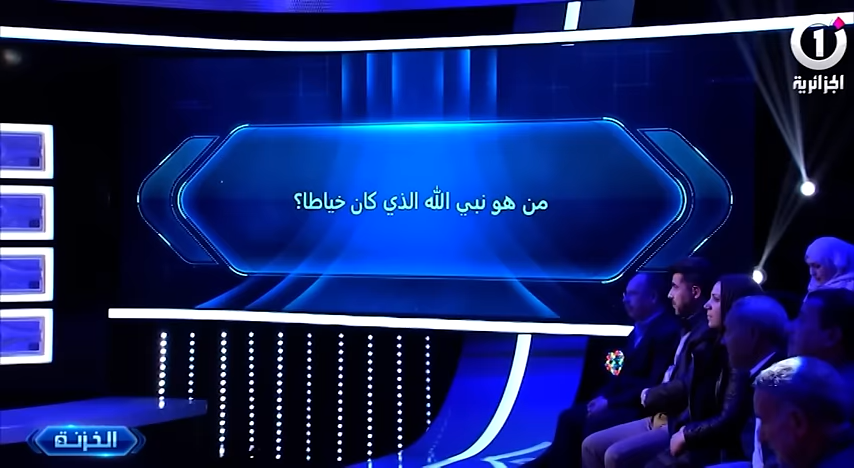 1
الجزائرية
من هو نبي الله الذي كان خياطا؟
الخزنة